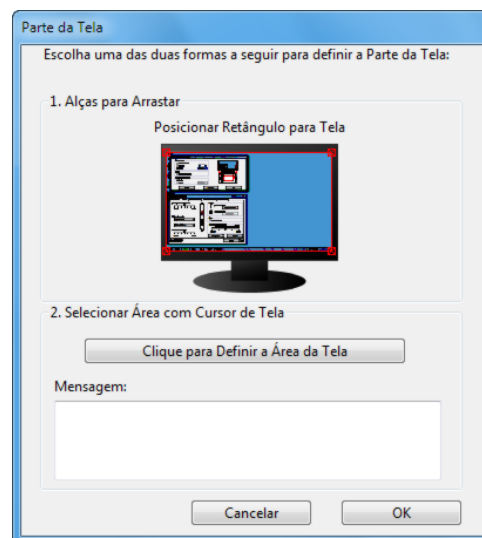 Parte da Tela
Escolha uma das duas formas a seguir para definir a Parte da Tela:
1. Alças para Arrastar
Posicionar Retângulo para Tela
2. Selecionar Área com Cursor de Tela
Clique para Definir a Área da Tela
Mensagem:
Cancelar
OK